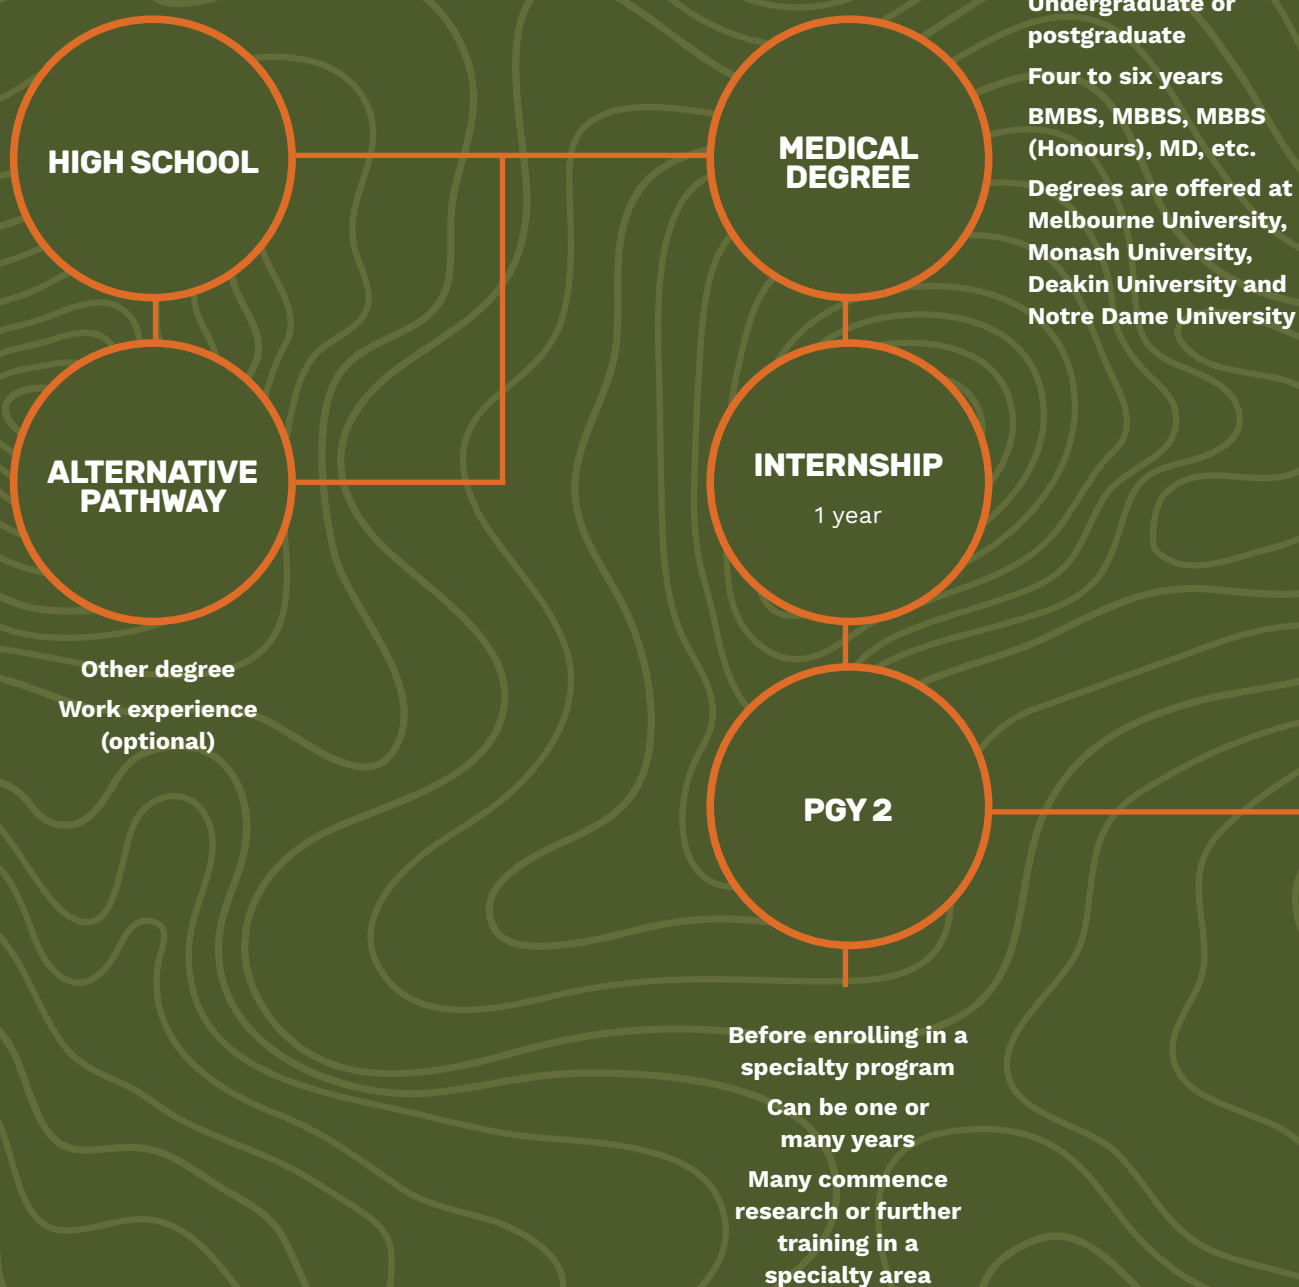 Undergraduate or
postgraduate
Four to six years
BMBS, MBBS, MBBS
(Honours), MD, etc.
Degrees are offered at
Melbourne University,
Monash University,
Deakin University and
Notre Dame University
HIGH SCHOOL
MEDICAL
DEGREE
ALTERNATIVE
PATHWAY
INTERNSHIP
1 year
Other degree
Work experience
(optional)
PGY 2
Before enrolling in a
specialty program
Can be one or
many years
Many commence
research or further
training in a
specialty area